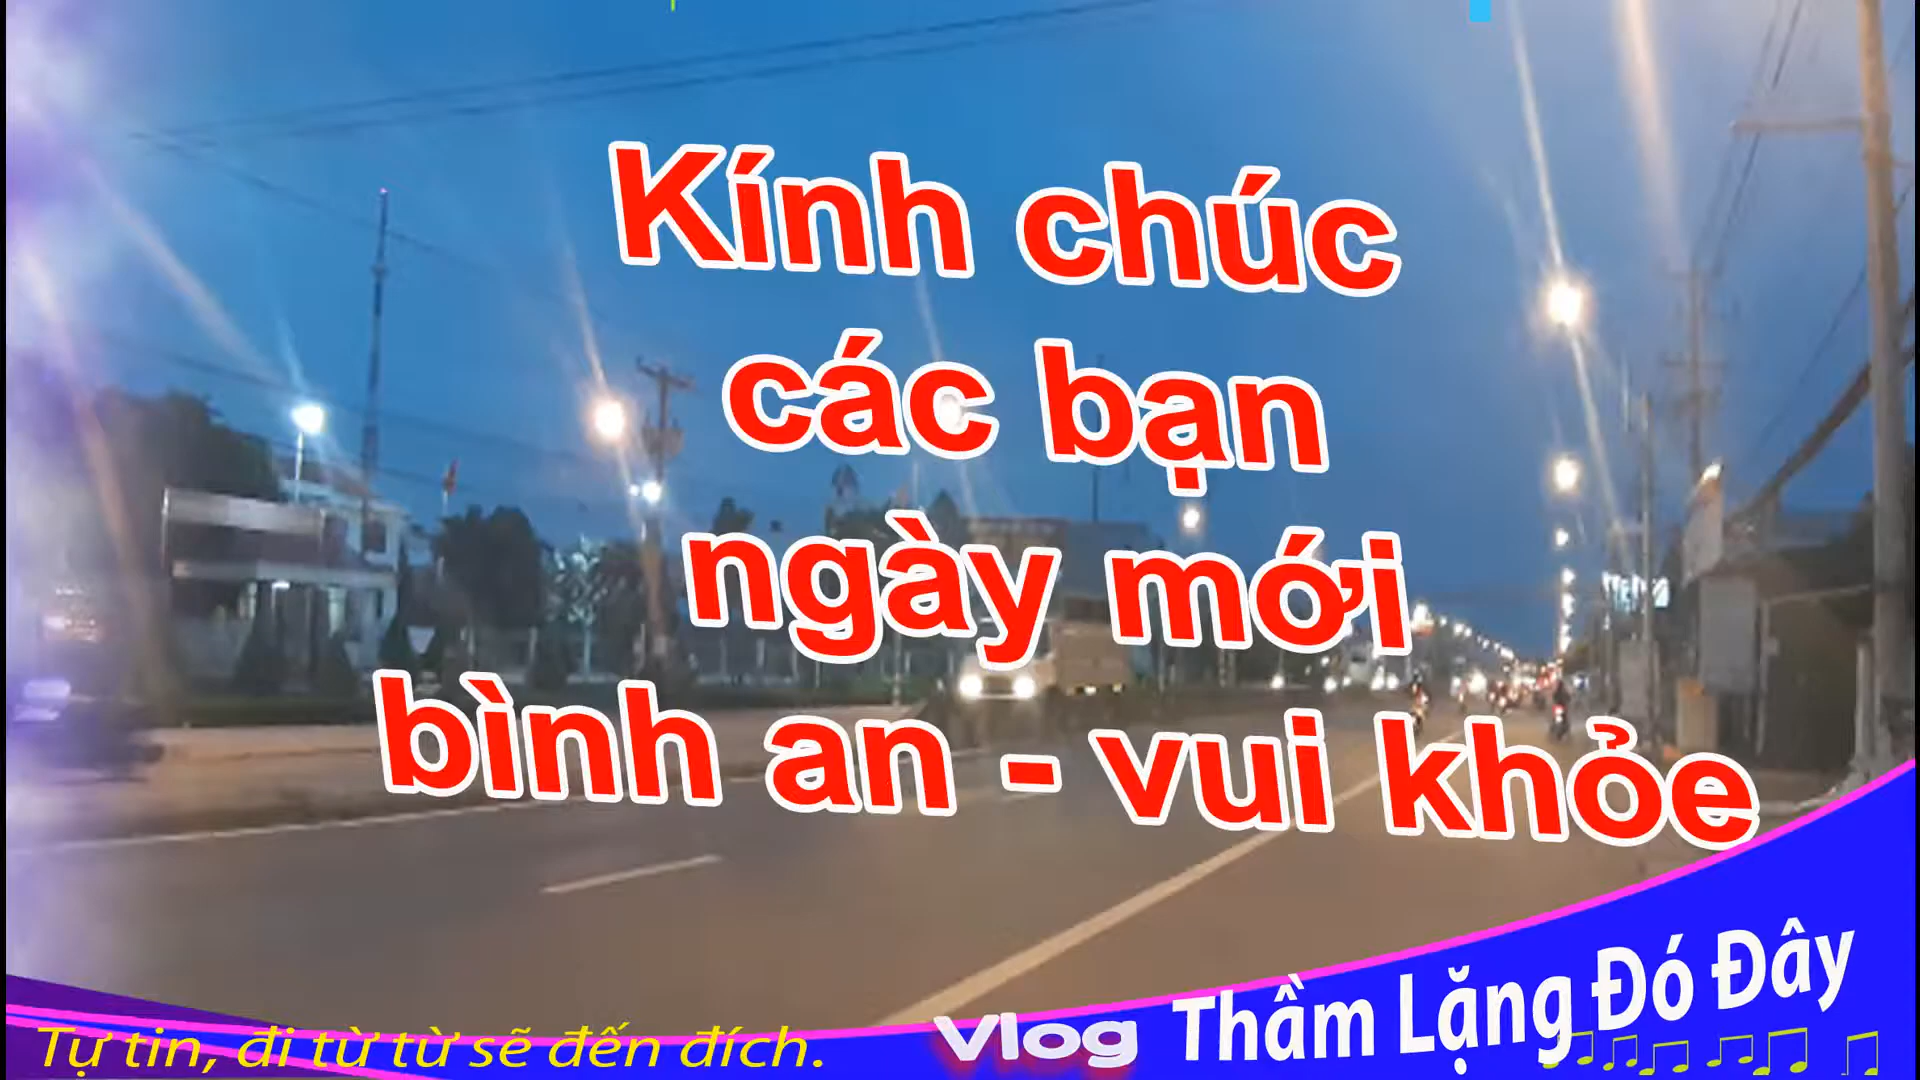 Kính chúc
các bạn
ngày mới
bình an - vui khỏe
Tự tin, đi từ từ sẽ đến đích.
Vlog Thầm Lặng Đó Đây